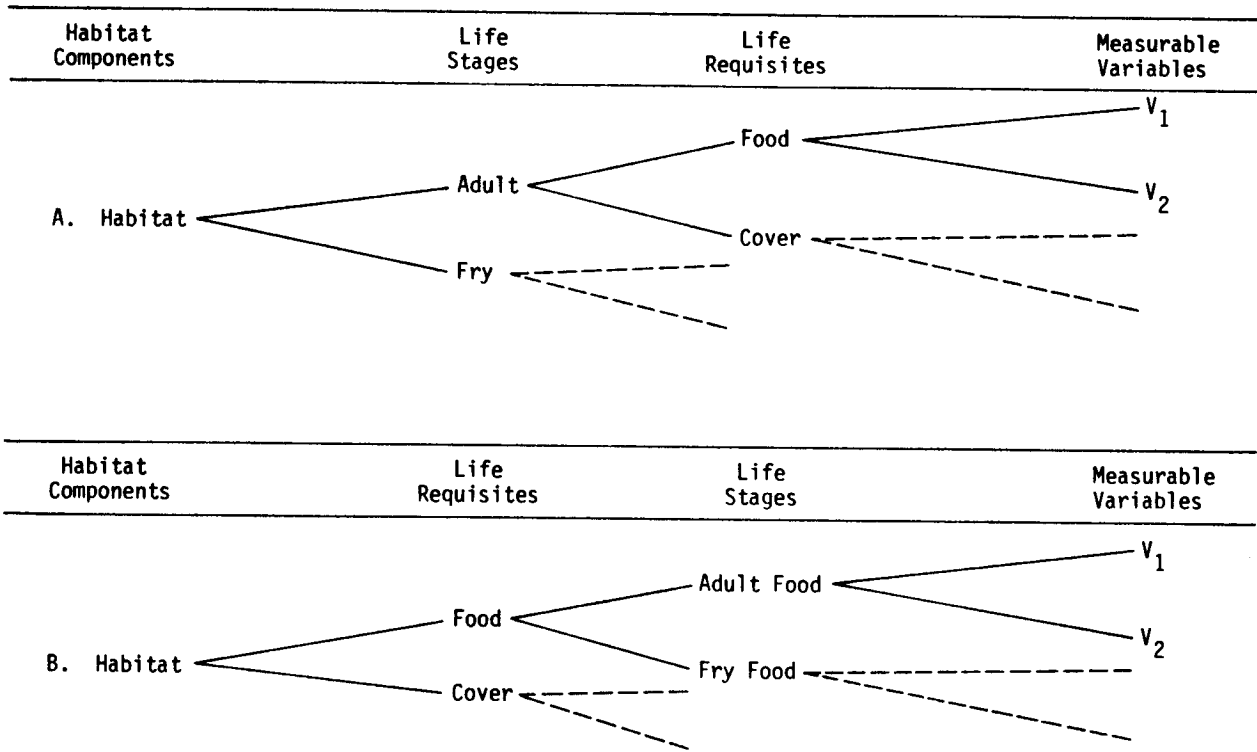 Habitat Components
Life Stages
Life Requisites
Measurable Variables
V1
Food
Adult
V2
A. Habitat
Cover
Fry
Habitat Components
Life Requisites
Life Stages
Measurable Variables
V1
Adult Food
Food
V2
B. Habitat
Fry Food
Cover